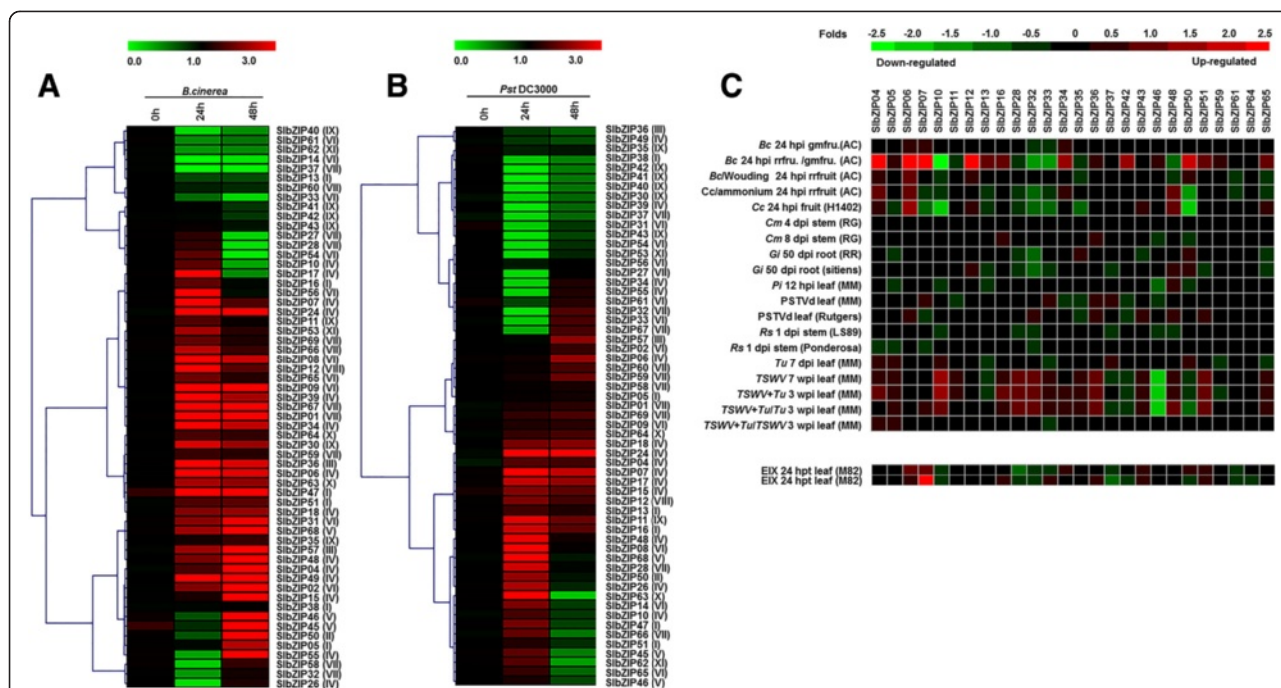 A
0.0 1.0 3.0
B.cinerea
0h 24h 48h
SlbZIP40 (IX)
SlbZIP61 (VI)
SlbZIP62 (XI)
SlbZIP14 (VI)
SlbZIP37 (VII)
SlbZIP13 (I)
SlbZIP60 (VII)
SlbZIP33 (VI)
SlbZIP41 (IX)
SlbZIP42 (IX)
SlbZIP43 (IX)
SlbZIP27 (VII)
SlbZIP28 (VII)
SlbZIP54 (VI)
SlbZIP10 (IV)
SlbZIP17 (IV)
SlbZIP16 (I)
SlbZIP56 (VI)
SlbZIP07 (IV)
SlbZIP24 (IV)
SlbZIP11 (IX)
SlbZIP53 (XI)
SlbZIP69 (VII)
SlbZIP66 (VII)
SlbZIP08 (VI)
SlbZIP12 (VIII)
SlbZIP65 (VI)
SlbZIP09 (VI)
SlbZIP39 (IV)
SlbZIP67 (VII)
SlbZIP01 (VII)
SlbZIP34 (IV)
SlbZIP64 (X)
SlbZIP30 (IX)
SlbZIP59 (VII)
SlbZIP36 (III)
SlbZIP06 (IV)
SlbZIP63 (X)
SlbZIP47 (I)
SlbZIP51 (I)
SlbZIP18 (IV)
SlbZIP31 (VI)
SlbZIP68 (V)
SlbZIP35 (IX)
SlbZIP57 (III)
SlbZIP48 (IV)
SlbZIP04 (IV)
SlbZIP49 (IV)
SlbZIP02 (VI)
SlbZIP15 (IV)
SlbZIP38 (I)
SlbZIP46 (V)
SlbZIP45 (V)
SlbZIP50 (II)
SlbZIP05 (I)
SlbZIP55 (IV)
SlbZIP58 (VII)
SlbZIP32 (VII)
SlbZIP26 (IV)
B
0.0 1.0 3.0
Pst DC3000
0h 24h 48h
SlbZIP36 (III)
SlbZIP49 (IV)
SlbZIP35 (IX)
SlbZIP38 (I)
SlbZIP42 (IX)
SlbZIP41 (IX)
SlbZIP40 (IX)
SlbZIP30 (IX)
SlbZIP39 (IV)
SlbZIP37 (VII)
SlbZIP31 (VI)
SlbZIP43 (IX)
SlbZIP54 (VI)
SlbZIP53 (XI)
SlbZIP56 (VI)
SlbZIP27 (VII)
SlbZIP34 (IV)
SlbZIP55 (IV)
SlbZIP61 (VI)
SlbZIP32 (VII)
SlbZIP33 (VI)
SlbZIP67 (VII)
SlbZIP57 (III)
SlbZIP02 (VI)
SlbZIP06 (IV)
SlbZIP60 (VII)
SlbZIP59 (VII)
SlbZIP58 (VII)
SlbZIP05 (I)
SlbZIP01 (VII)
SlbZIP69 (VII)
SlbZIP09 (VI)
SlbZIP64 (X)
SlbZIP18 (IV)
SlbZIP24 (IV)
SlbZIP04 (IV)
SlbZIP07 (IV)
SlbZIP17 (IV)
SlbZIP15 (IV)
SlbZIP12 (VIII)
SlbZIP13 (I)
SlbZIP11 (IX)
SlbZIP16 (I)
SlbZIP48 (IV)
SlbZIP08 (VI)
SlbZIP68 (V)
SlbZIP28 (VII)
SlbZIP50 (II)
SlbZIP26 (IV)
SlbZIP63 (X)
SlbZIP14 (VI)
SlbZIP10 (IV)
SlbZIP47 (I)
SlbZIP66 (VII)
SlbZIP51 (I)
SlbZIP45 (V)
SlbZIP62 (XI)
SlbZIP65 (VI)
SlbZIP46 (V)
C
Folds -2.5 -2.0 -1.0 -0.5 0 0.5 1.0 2.0 2.5
Down-regulated Up-regulated
SlbZIP04 SlbZIP05 SlbZIP06 SlbZIP07 SlbZIP10 SlbZIP11 SlbZIP12 SlbZIP13 SlbZIP16 SlbZIP28 SlbZIP32 SlbZIP33 SlbZIP34 SlbZIP35 SlbZIP36 SlbZIP37 SlbZIP42 SlbZIP43 SlbZIP46 SlbZIP48 SlbZIP50 SlbZIP51 SlbZIP59 SlbZIP61 SlbZIP64 SlbZIP65
Bc 24 hpi gmfru.(AC)
Bc 24 hpi rrfru. /gmfru. (AC)
Bc/Wouding 24 hpi rrfruit (AC)
Cc/ammonium 24 hpi rrfruit (AC)
Cc 24 hpi fruit (H1402)
Cm 4 dpi stem (RG)
Cm 8 dpi stem (RG)
Gi 50 dpi root (RR)
Gi 50 dpi root (sitiens)
Pi 12 hpi leaf (MM)
PSTVd leaf (MM)
PSTVd leaf (Rutgers)
Rs 1 dpi stem (LS89)
Rs 1 dpi stem (Ponderosa)
Tu 7 dpi leaf (MM)
TSWV 7 wpi leaf (MM)
TSWV+Tu 3 wpi leaf (MM)
TSWV+Tu/Tu 3 wpi leaf (MM)
TSWV+Tu/TSWV 3 wpi leaf (MM)
EIX 24 hpt leaf (M82)
EIX 24 hpt leaf (M82)